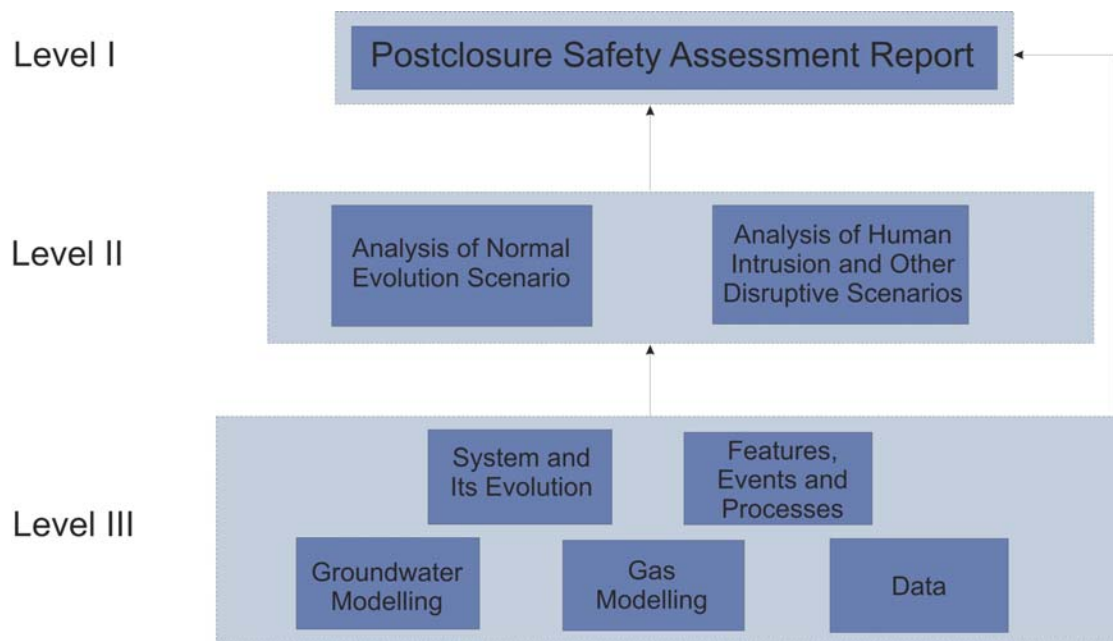 Level I
Postclosure Safety Assessment Report
Level II
Analysis of Normal
Evolution Scenario
Analysis of Human
Intrusion and Other
Disruptive Scenarios
Level III
System and
Its Evolution
Features,
Events and
Processes
Groundwater
Modelling
Gas
Modelling
Data